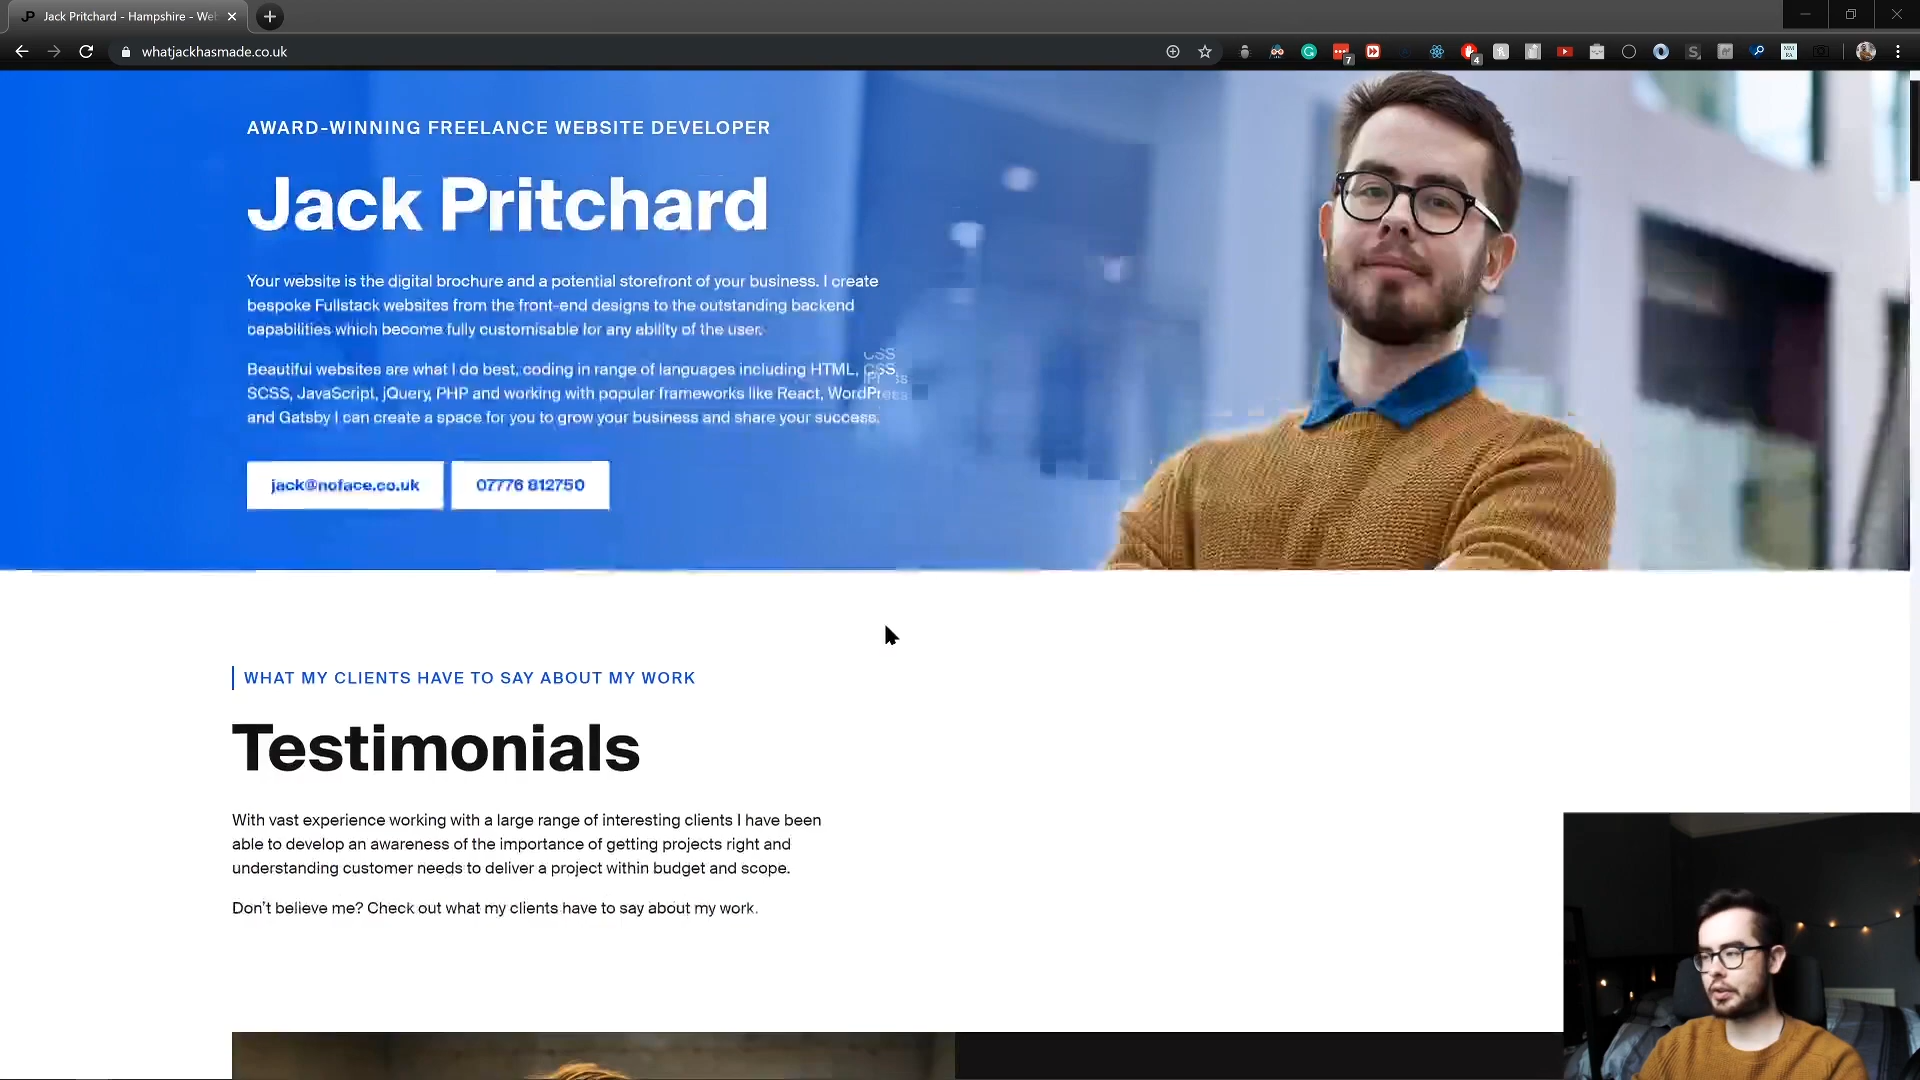 Jack Pritchard - Hampshire - Web
whatjackhasmade.co.uk
7
4
AWARD-WINNING FREELANCE WEBSITE DEVELOPER
Jack Pritchard
Your website is the digital brochure and a potential storefront of your business. I create
bespoke Fullstack websites from the front-end designs to the outstanding backend
capabilities which become fully customisable for any ability of the user.
Beautiful websites are what I do best, coding in range of languages including HTML, CSS,
SCSS, JavaScript, jQuery, PHP and working with popular frameworks like React, WordPress
and Gatsby I can create a space for you to grow your business and share your success.
jack@noface.co.uk
07776 812750
WHAT MY CLIENTS HAVE TO SAY ABOUT MY WORK
Testimonials
With vast experience working with a large range of interesting clients I have been
able to develop an awareness of the importance of getting projects right and
understanding customer needs to deliver a project within budget and scope.
Don't believe me? Check out what my clients have to say about my work.